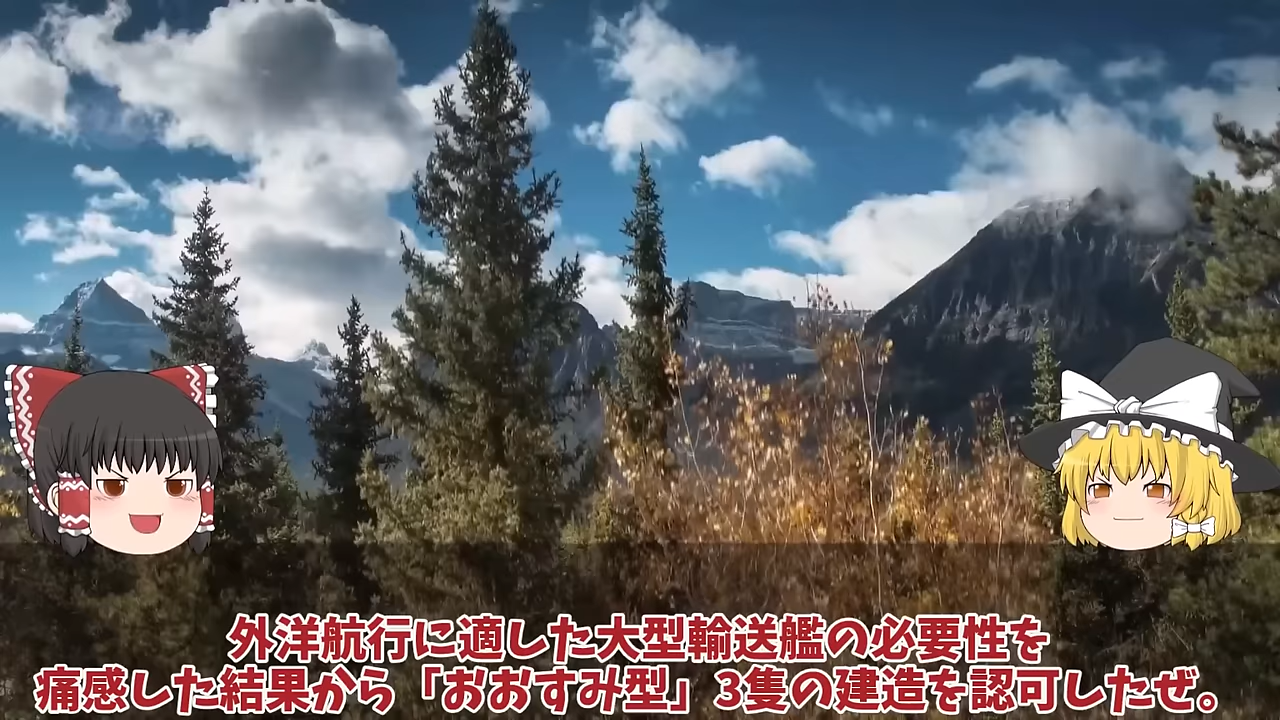 外洋航行に適した大型輸送艦の必要性を
痛感した結果から「おおすみ型」3隻の建造を認可したぜ。